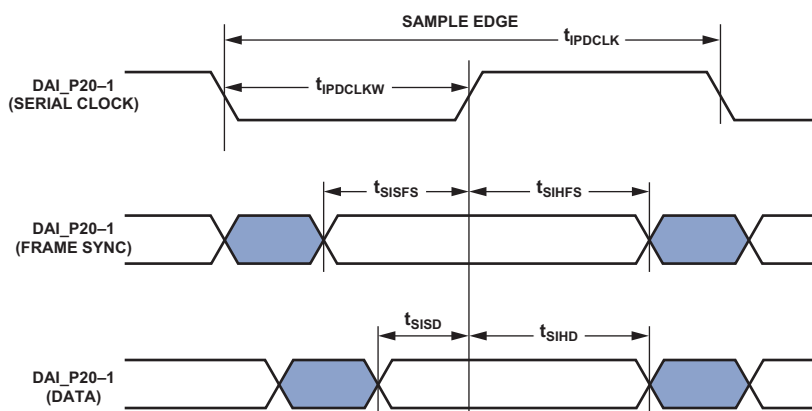 SAMPLE EDGE
tIPDCLK
DAI_P20–1
(SERIAL CLOCK)
tIPDCLKW
tSISFS
tSIHFS
DAI_P20–1
(FRAME SYNC)
tSISD
tSIHD
DAI_P20–1
(DATA)